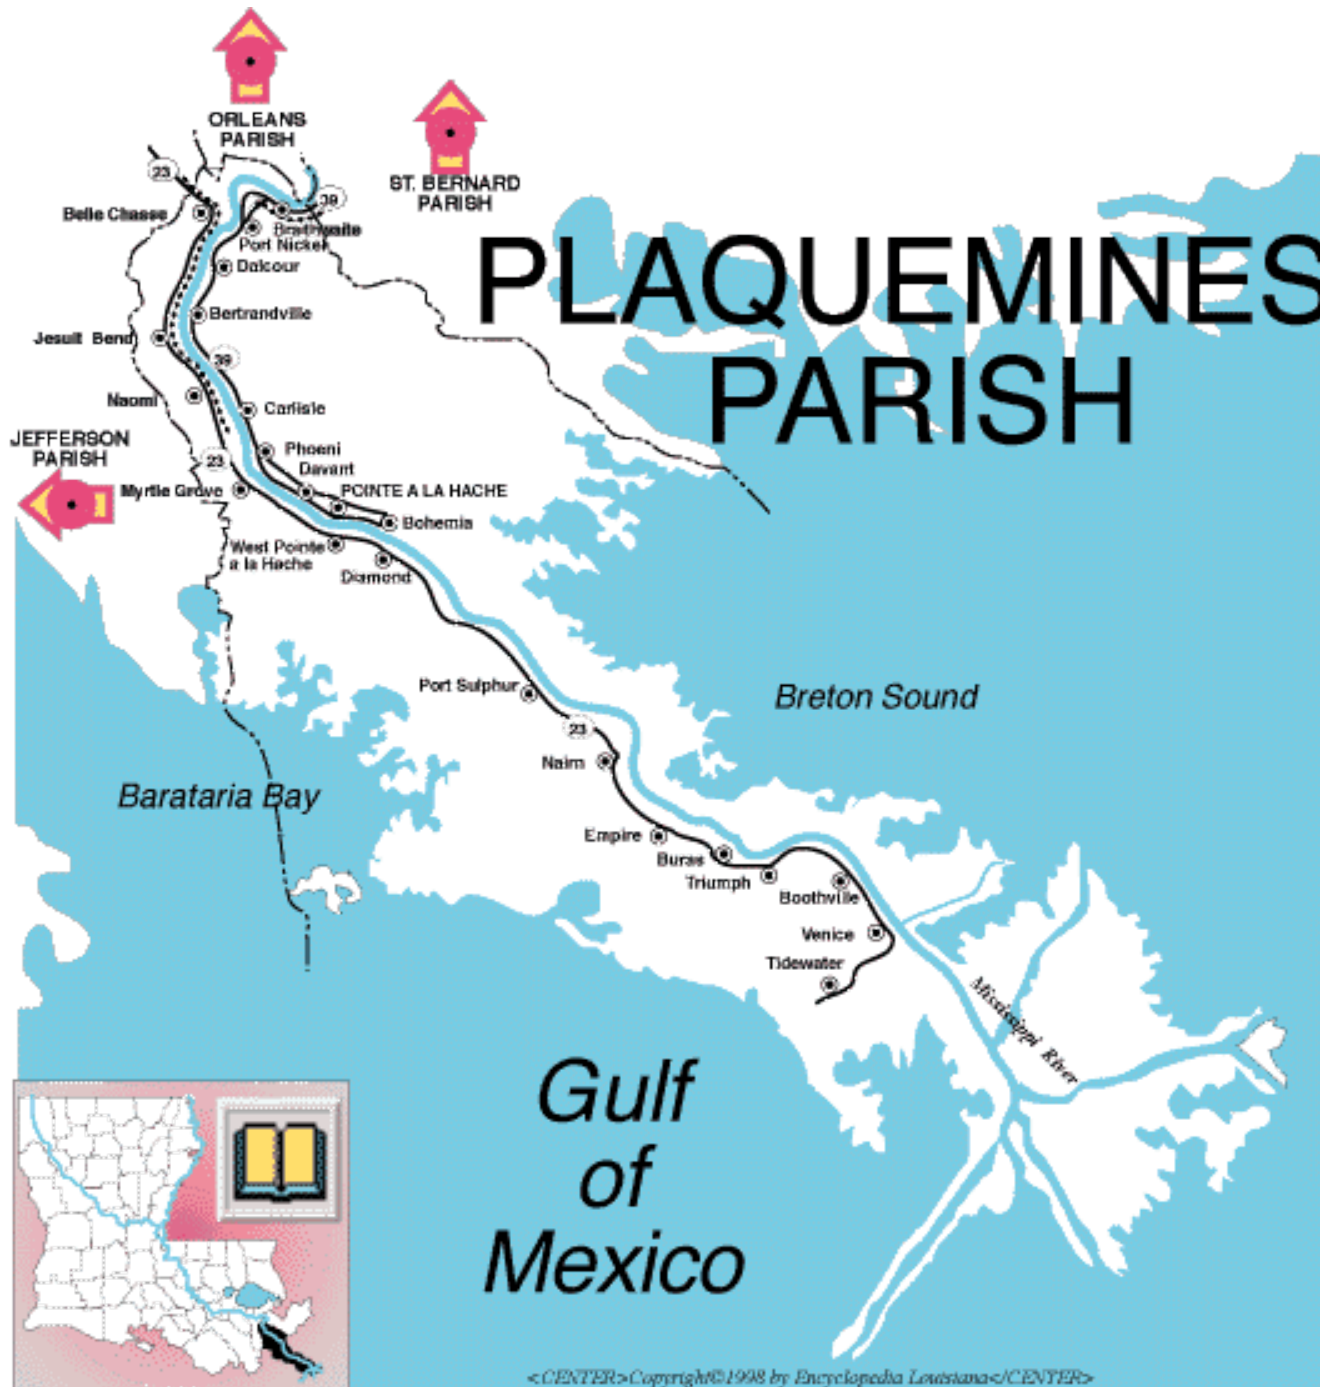 ORLEANS
PARISH
ST. BERNARD
PARISH
23
39
Belle Chasse
Braithwaite
Port Nickel
PLAQUEMINES
PARISH
Dalcour
Bertrandville
Jesuit Bend
39
Naomi
Carlisle
JEFFERSON
PARISH
Phoeni
Davant
23
Myrtle Grove
POINTE A LA HACHE
Bohemia
West Pointe
a la Hache
Diamond
Port Sulphur
Breton Sound
23
Nairn
Barataria Bay
Empire
Buras
Triumph
Boothville
Venice
Tidewater
Mississippi River
Gulf
of
Mexico
<CENTER>Copyright©1998 by Encyclopedia Louisiana</CENTER>